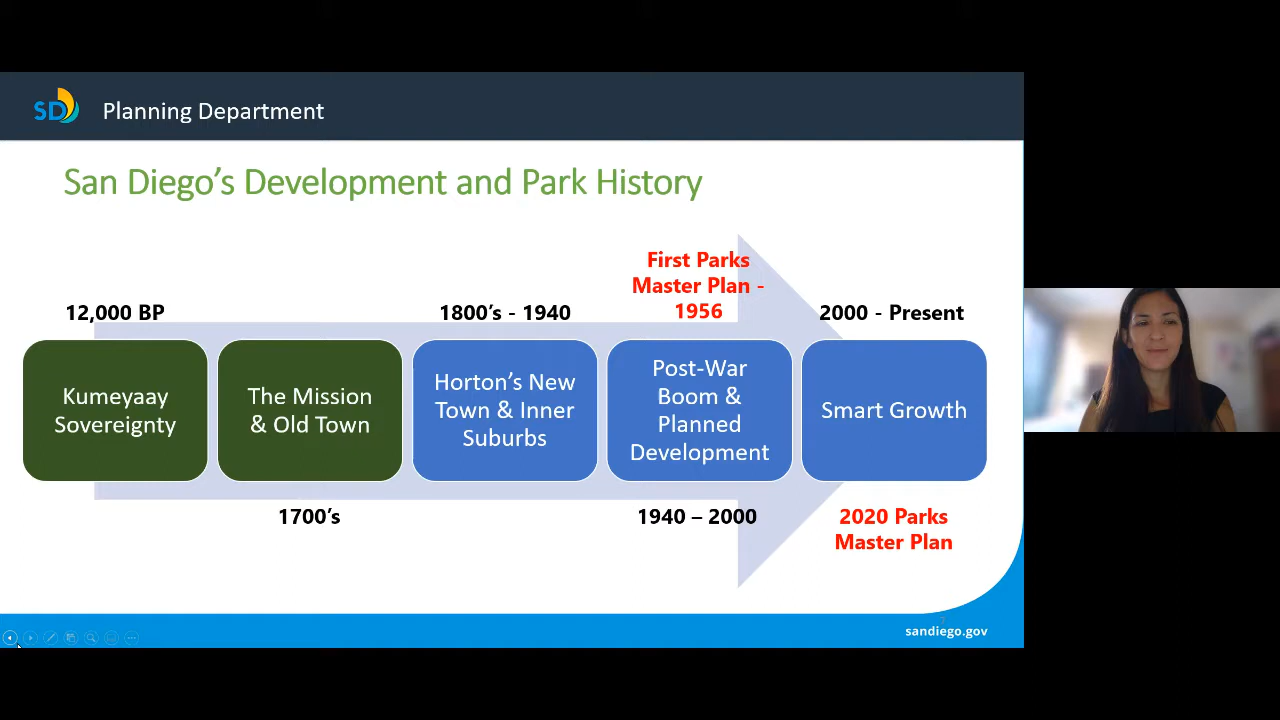 SD
Planning Department
San Diego's Development and Park History
First Parks
Master Plan -
1956
12,000 BP
1800's - 1940
2000 - Present
Kumeyaay
Sovereignty
The Mission
& Old Town
Horton's New
Town & Inner
Suburbs
Post-War
Boom &
Planned
Development
Smart Growth
1700's
1940 – 2000
2020 Parks
Master Plan
7
sandiego.gov